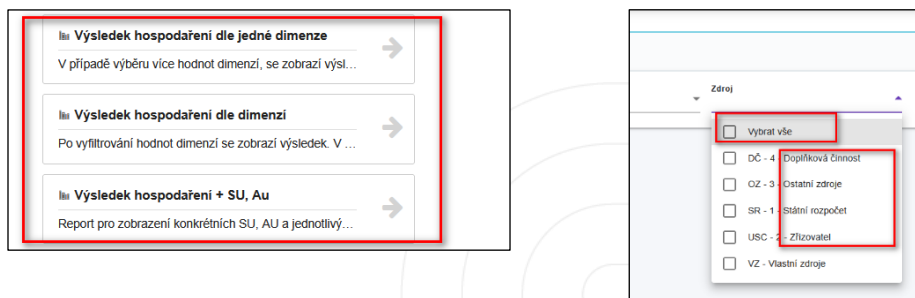 Výsledek hospodaření dle jedné dimenze
V případě výběru více hodnot dimenzí, se zobrazí výsl...
Výsledek hospodaření dle dimenzí
Po vyfiltrování hodnot dimenzí se zobrazí výsledek. V ...
Výsledek hospodaření + SU, Au
Report pro zobrazení konkrétních SU, AU a jednotlivý...
Zdroj
Vybrat vše
DČ - 4 - Doplňková činnost
OZ - 3 - Ostatní zdroje
SR - 1 - Státní rozpočet
USC - 2 - Zřizovatel
VZ - Vlastní zdroje